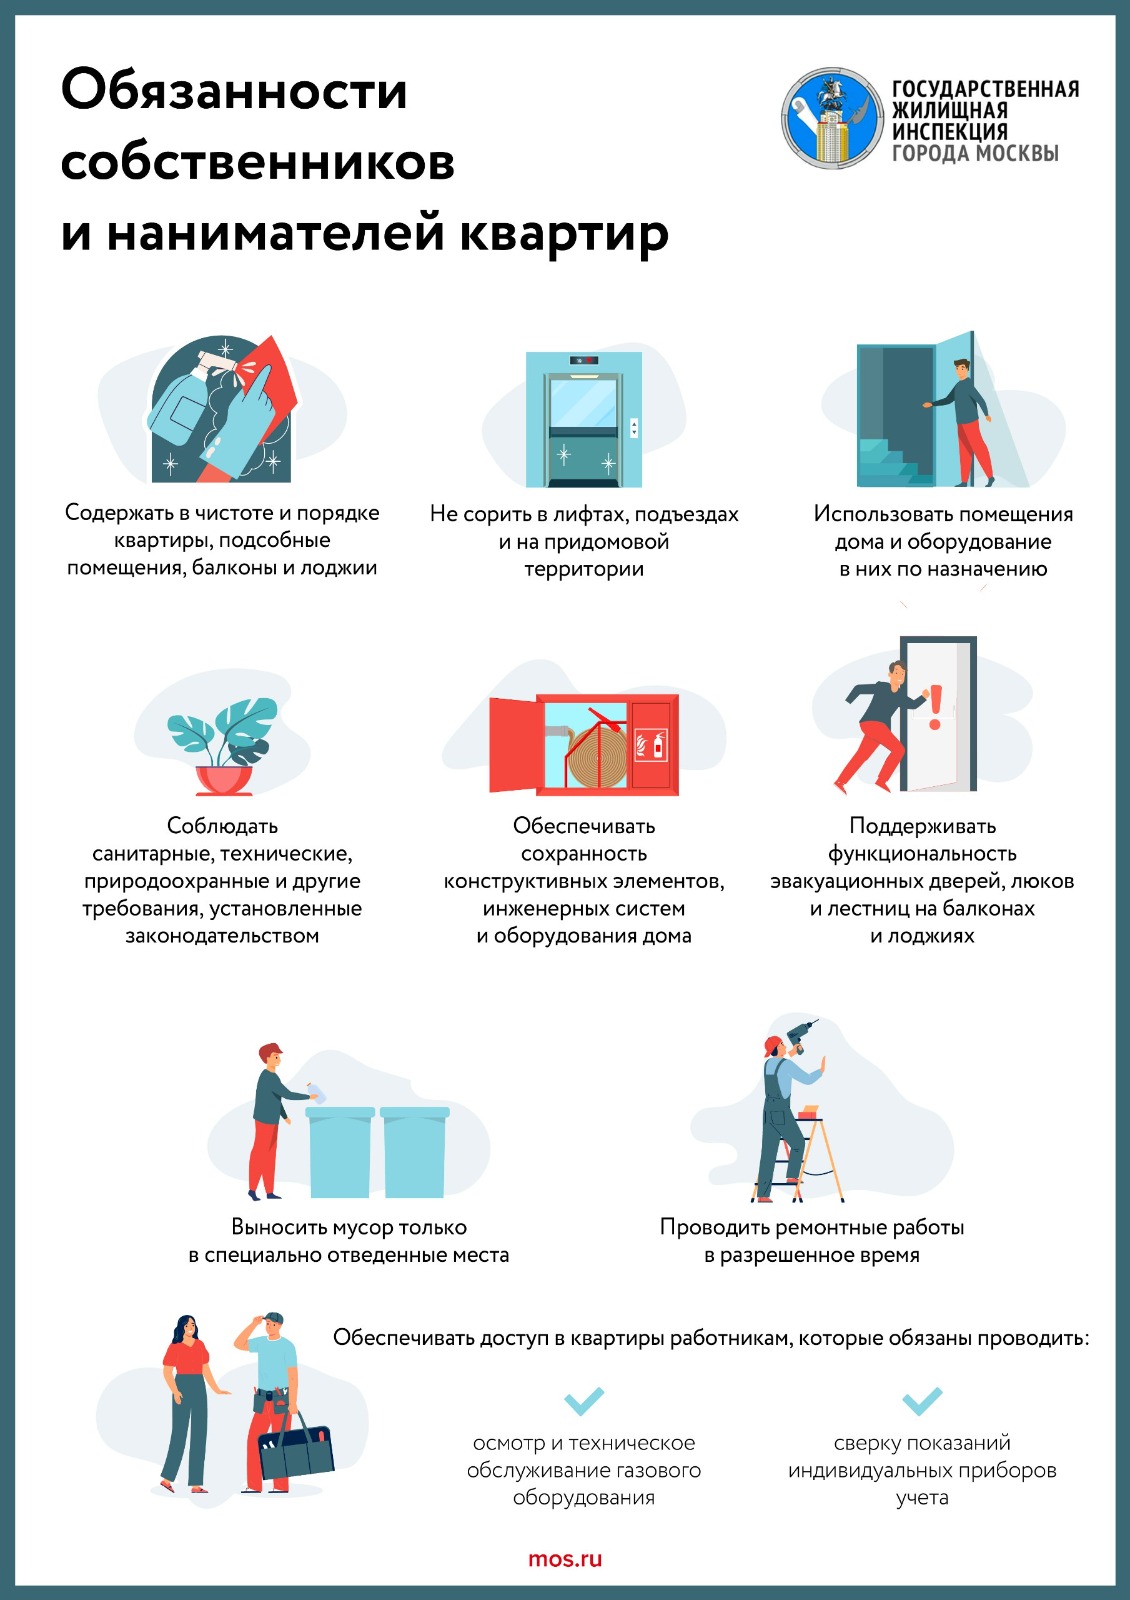 Обязанности
собственников
и нанимателей квартир
ГОСУДАРСТВЕННАЯ
ЖИЛИЩНАЯ
ИНСПЕКЦИЯ
ГОРОДА МОСКВЫ
Содержать в чистоте и порядке
квартиры, подсобные
помещения, балконы и лоджии
Не сорить в лифтах, подъездах
и на придомовой
территории
Использовать помещения
дома и оборудование
в них по назначению
Соблюдать
санитарные, технические,
природоохранные и другие
требования, установленные
законодательством
Обеспечивать
сохранность
конструктивных элементов,
инженерных систем
и оборудования дома
Поддерживать
функциональность
эвакуационных дверей, люков
и лестниц на балконах
и лоджиях
Выносить мусор только
в специально отведенные места
Проводить ремонтные работы
в разрешенное время
Обеспечивать доступ в квартиры работникам, которые обязаны проводить:
осмотр и техническое
обслуживание газового
оборудования
сверку показаний
индивидуальных приборов
учета
mos.ru